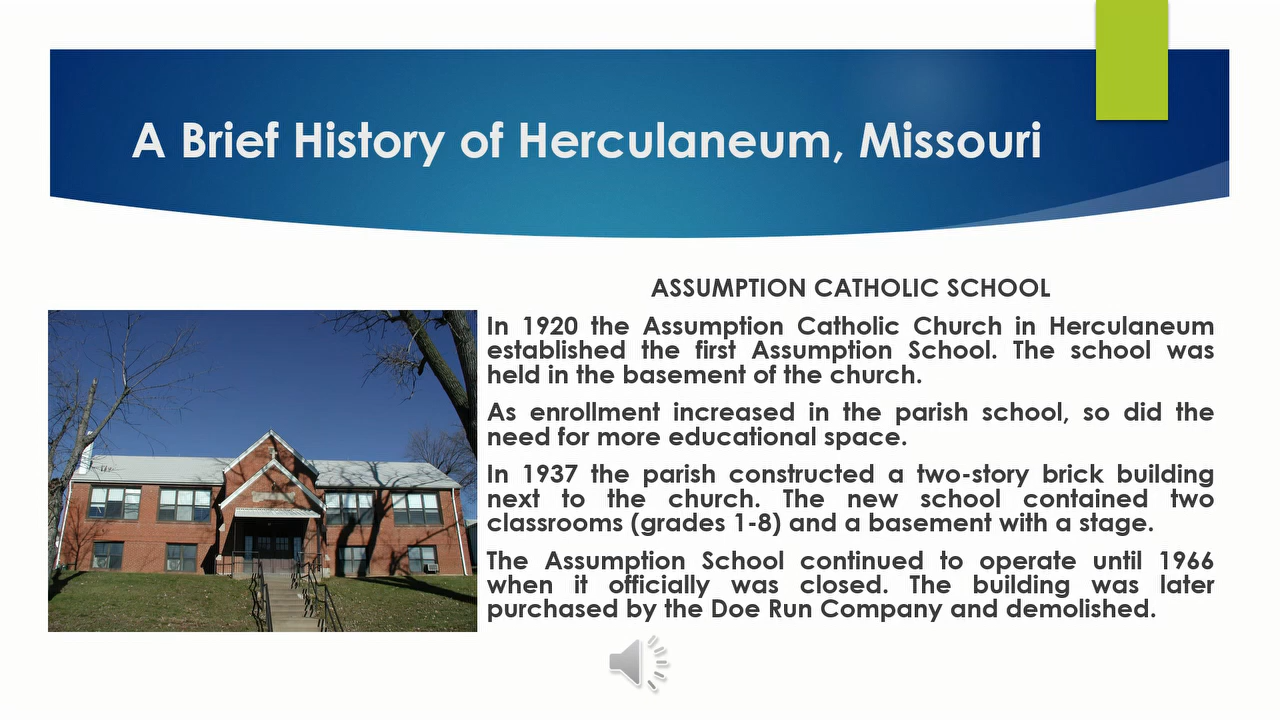 A Brief History of Herculaneum, Missouri
ASSUMPTION CATHOLIC SCHOOL
In 1920 the Assumption Catholic Church in Herculaneum
established the first Assumption School. The school was
held in the basement of the church.
As enrollment increased in the parish school, so did the
need for more educational space.
In 1937 the parish constructed a two-story brick building
next to the church. The new school contained two
classrooms (grades 1-8) and a basement with a stage.
The Assumption School continued to operate until 1966
when it officially was closed. The building was later
purchased by the Doe Run Company and demolished.